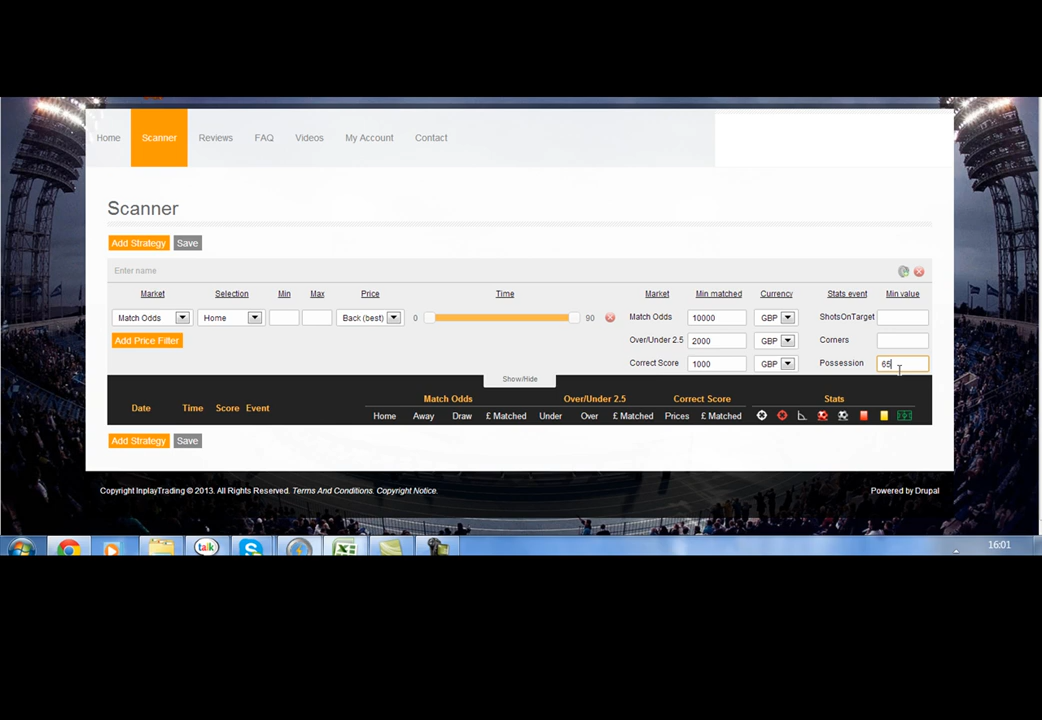 Home Scanner Reviews FAQ Videos My Account Contact
Scanner
Add Strategy Save
Enter name
Market Selection Min Max Price Time Market Min matched Currency Stats event Min value
Match Odds Home Back (best) 0 90 Match Odds 10000 GBP ShotsOnTarget
Add Price Filter Over/Under 2.5 2000 GBP Corners
Correct Score 1000 GBP Possession 65
Show/Hide
Match Odds Over/Under 2.5 Correct Score Stats
Date Time Score Event
Home Away Draw £ Matched Under Over £ Matched Prices £ Matched
Add Strategy Save
Copyright InplayTrading © 2013. All Rights Reserved. Terms And Conditions. Copyright Notice. Powered by Drupal
talk 16:01